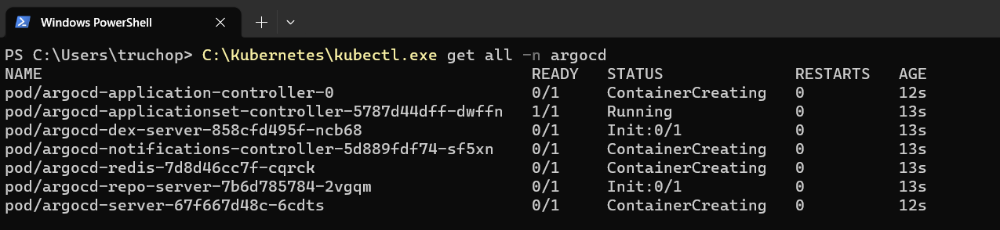 Windows PowerShell
PS C:\Users\truchop> C:\Kubernetes\kubectl.exe get all -n argocd
NAME READY STATUS RESTARTS AGE
pod/argocd-application-controller-0 0/1 ContainerCreating 0 12s
pod/argocd-applicationset-controller-5787d44dff-dwffn 1/1 Running 0 13s
pod/argocd-dex-server-858cfd495f-ncb68 0/1 Init:0/1 0 13s
pod/argocd-notifications-controller-5d889fdf74-sf5xn 0/1 ContainerCreating 0 13s
pod/argocd-redis-7d8d46cc7f-cqrck 0/1 ContainerCreating 0 13s
pod/argocd-repo-server-7b6d785784-2vgqm 0/1 Init:0/1 0 13s
pod/argocd-server-67f667d48c-6cdts 0/1 ContainerCreating 0 12s